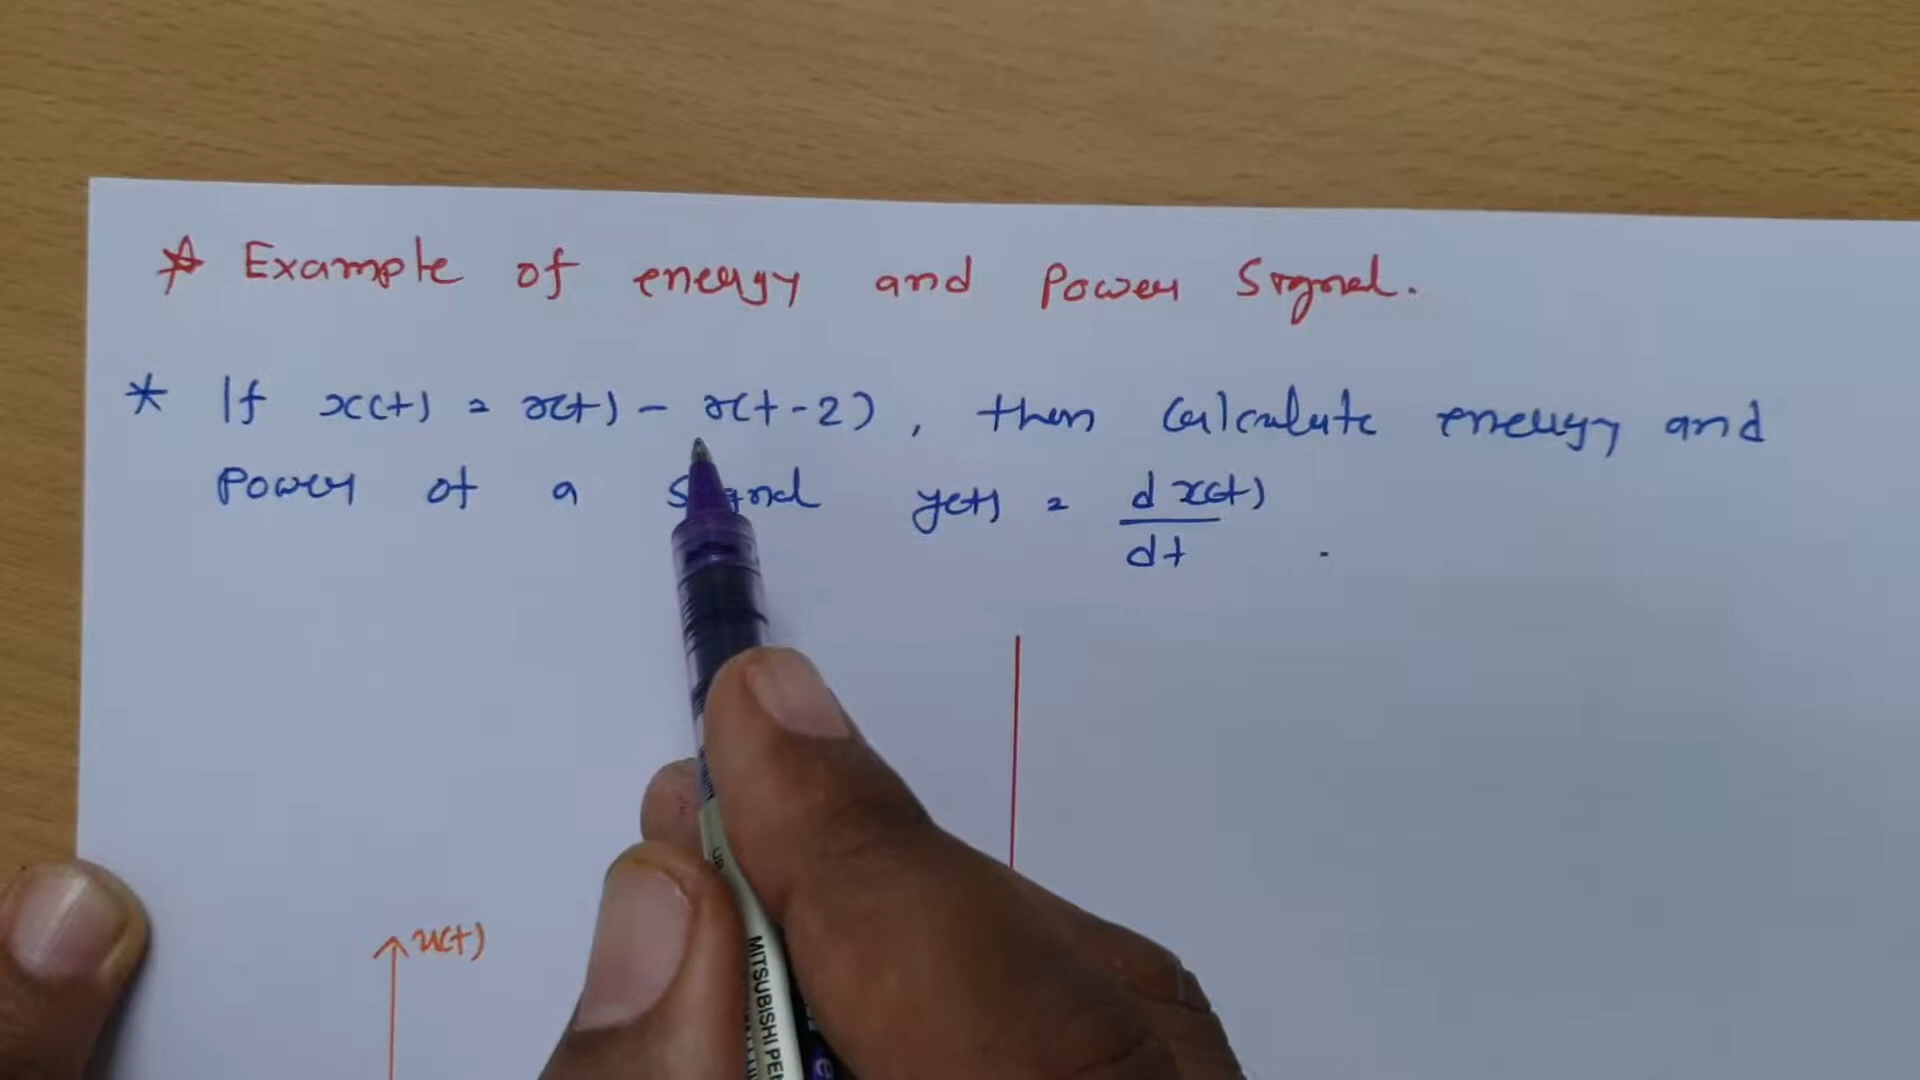 * Example of energy and Power Signal.
* If x(t) = r(t) - r(t-2), then Calculate energy and
Power of a Signal y(t) = d x(t)
dt .
u(t)
MITSUBISHI PE